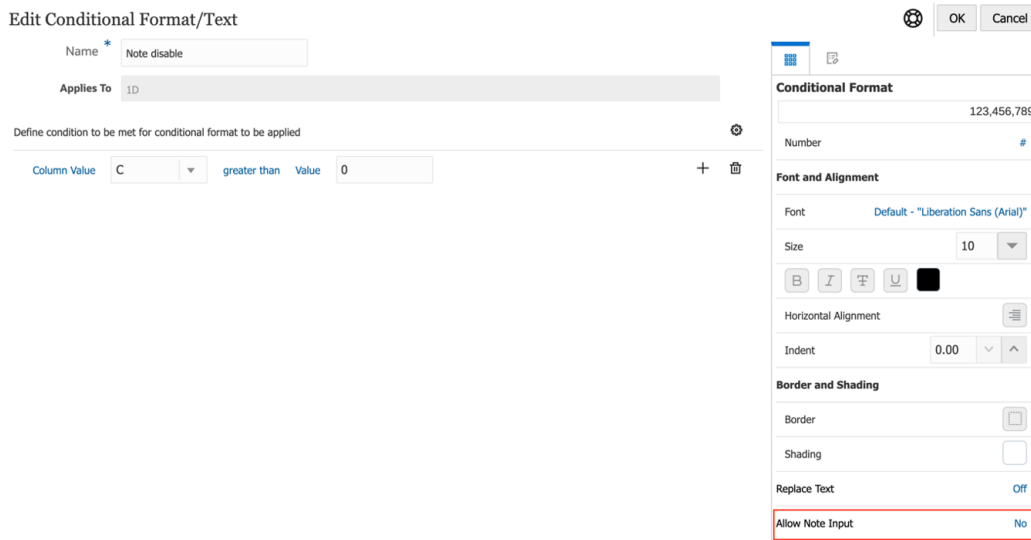 Edit Conditional Format/Text
OK
Cancel
Name *
Note disable
Applies To
1D
Define condition to be met for conditional format to be applied
Column Value
C
greater than
Value
0
Conditional Format
123,456,789
Number
#
Font and Alignment
Font
Default - "Liberation Sans (Arial)"
Size
10
B I T U
Horizontal Alignment
Indent
0.00
Border and Shading
Border
Shading
Replace Text
Off
Allow Note Input
No